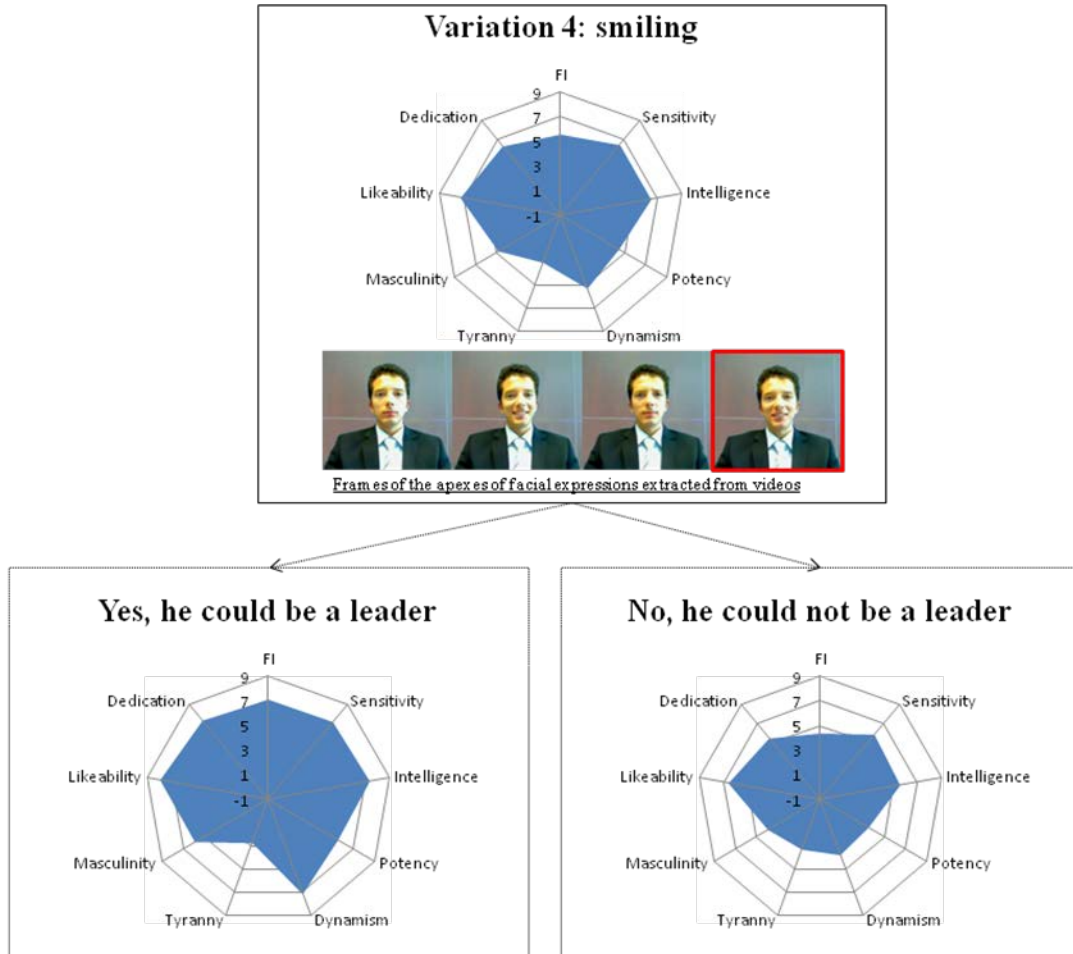 Variation 4: smiling
FI
9
Dedication
Sensitivity
7
5
3
Likeability
Intelligence
1
-1
Masculinity
Potency
Tyranny
Dynamism
Frames of the apexes of facial expressions extracted from videos
Yes, he could be a leader
FI
9
Dedication
Sensitivity
7
5
3
Likeability
Intelligence
1
-1
Masculinity
Potency
Tyranny
Dynamism
No, he could not be a leader
FI
9
Dedication
Sensitivity
7
5
3
Likeability
Intelligence
1
-1
Masculinity
Potency
Tyranny
Dynamism